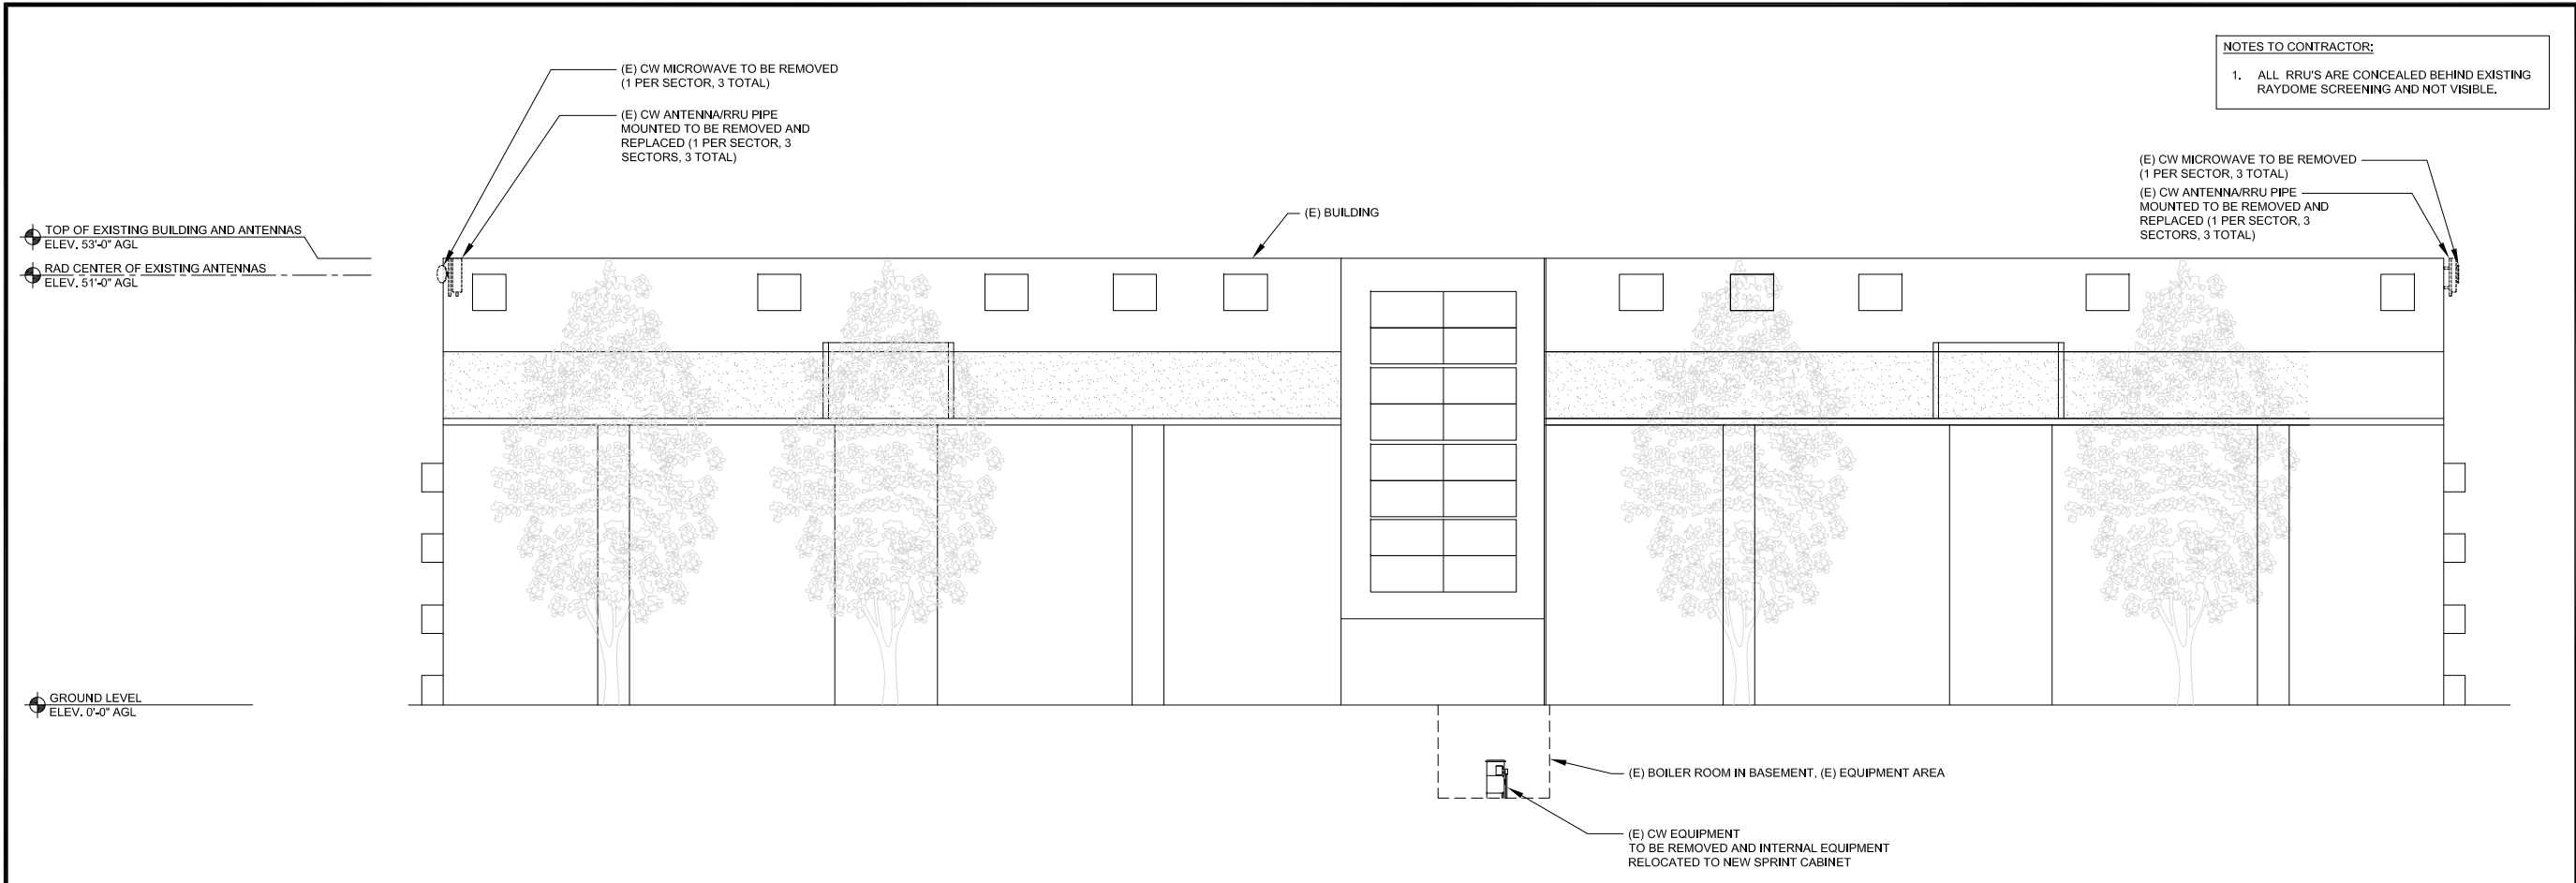 NOTES TO CONTRACTOR:
1. ALL RRU'S ARE CONCEALED BEHIND EXISTING
RAYDOME SCREENING AND NOT VISIBLE.
(E) CW MICROWAVE TO BE REMOVED
(1 PER SECTOR, 3 TOTAL)
(E) CW ANTENNA/RRU PIPE
MOUNTED TO BE REMOVED AND
REPLACED (1 PER SECTOR, 3
SECTORS, 3 TOTAL)
(E) CW MICROWAVE TO BE REMOVED
(1 PER SECTOR, 3 TOTAL)
(E) CW ANTENNA/RRU PIPE
MOUNTED TO BE REMOVED AND
REPLACED (1 PER SECTOR, 3
SECTORS, 3 TOTAL)
(E) BUILDING
TOP OF EXISTING BUILDING AND ANTENNAS
ELEV. 53'-0" AGL
RAD CENTER OF EXISTING ANTENNAS
ELEV. 51'-0" AGL
GROUND LEVEL
ELEV. 0'-0" AGL
(E) BOILER ROOM IN BASEMENT, (E) EQUIPMENT AREA
(E) CW EQUIPMENT
TO BE REMOVED AND INTERNAL EQUIPMENT
RELOCATED TO NEW SPRINT CABINET